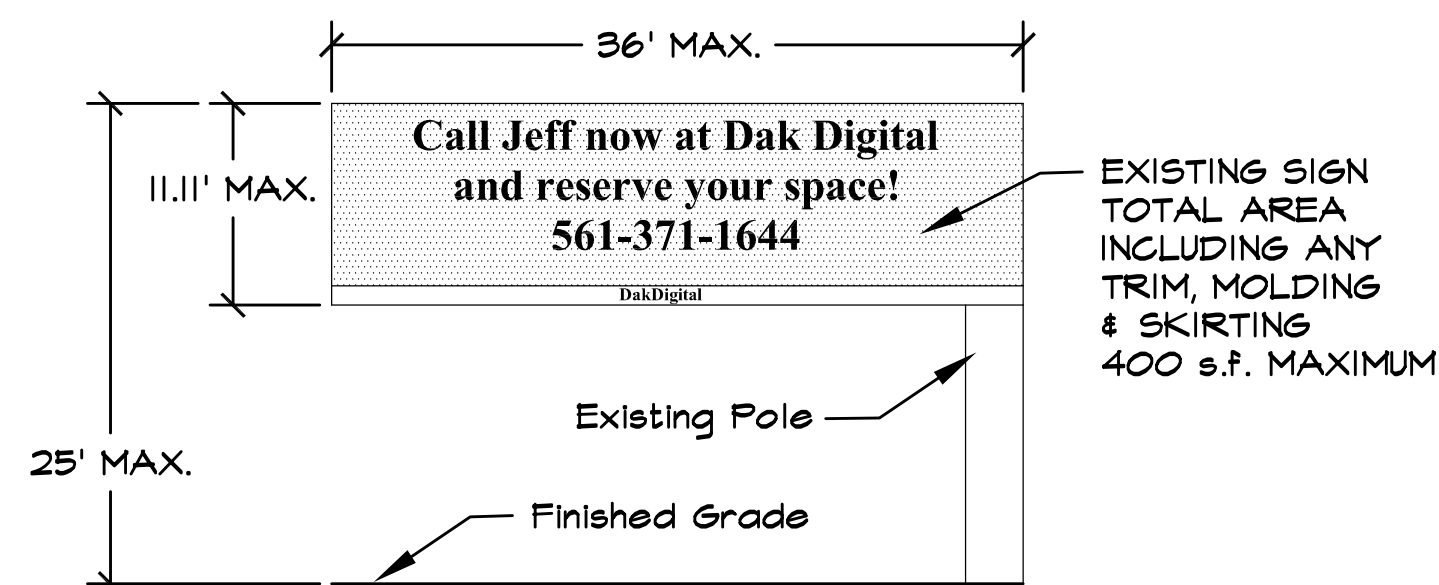 36' MAX.
Call Jeff now at Dak Digital
and reserve your space!
561-371-1644
DakDigital
11.11' MAX.
EXISTING SIGN
TOTAL AREA
INCLUDING ANY
TRIM, MOLDING
& SKIRTING
400 s.f. MAXIMUM
Existing Pole
25' MAX.
Finished Grade